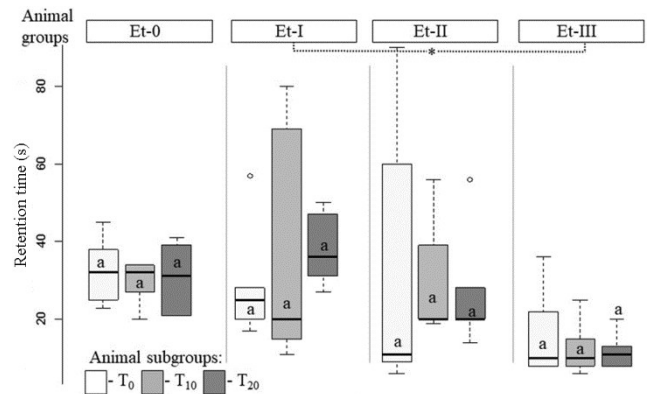 Animal groups
Et-0 Et-I Et-II Et-III
*
Retention time (s)
80
60
40
20
a a a a a a a a a a a a
Animal subgroups:
- T₀ - T₁₀ - T₂₀